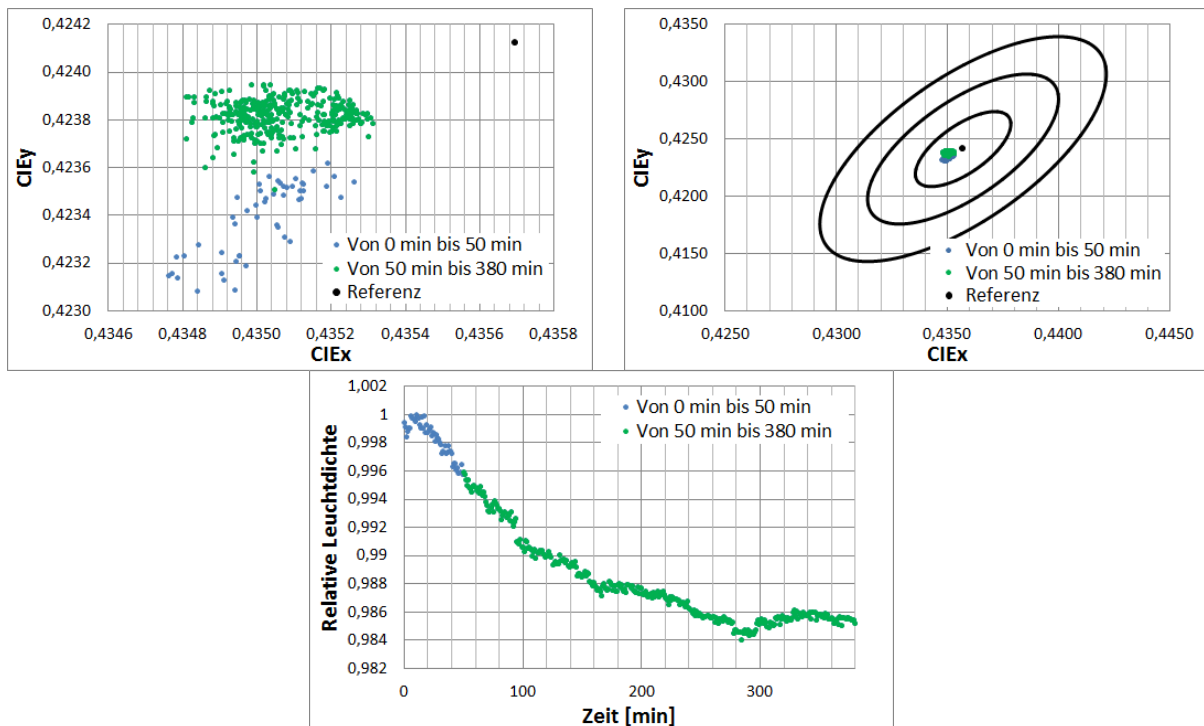 0,4242
0,4240
0,4238
0,4236
0,4234
0,4232
0,4230
CIEy
0,4346 0,4348 0,4350 0,4352 0,4354 0,4356 0,4358
CIEx
Von 0 min bis 50 min
Von 50 min bis 380 min
Referenz
0,4350
0,4300
0,4250
0,4200
0,4150
0,4100
CIEy
0,4250 0,4300 0,4350 0,4400 0,4450
CIEx
Von 0 min bis 50 min
Von 50 min bis 380 min
Referenz
1,002
1
0,998
0,996
0,994
0,992
0,99
0,988
0,986
0,984
0,982
Relative Leuchtdichte
0 100 200 300
Zeit [min]
Von 0 min bis 50 min
Von 50 min bis 380 min